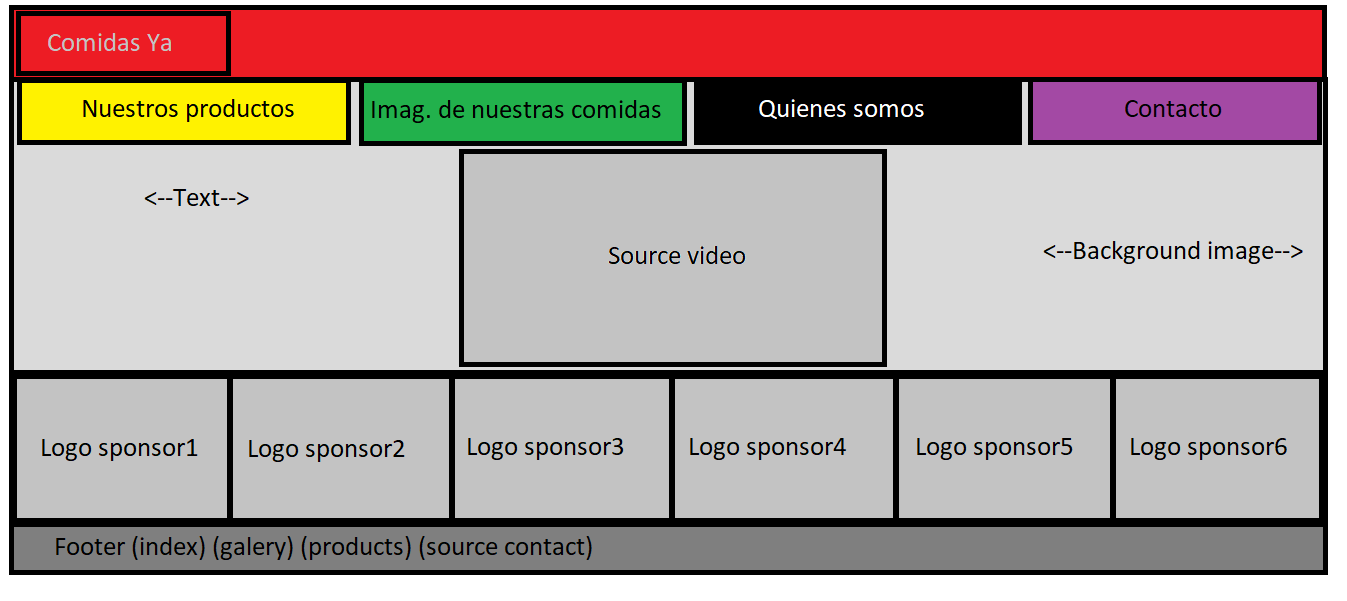 Comidas Ya
Nuestros productos
Imag. de nuestras comidas
Quienes somos
Contacto
<--Text-->
Source video
<--Background image-->
Logo sponsor1
Logo sponsor2
Logo sponsor3
Logo sponsor4
Logo sponsor5
Logo sponsor6
Footer (index) (galery) (products) (source contact)